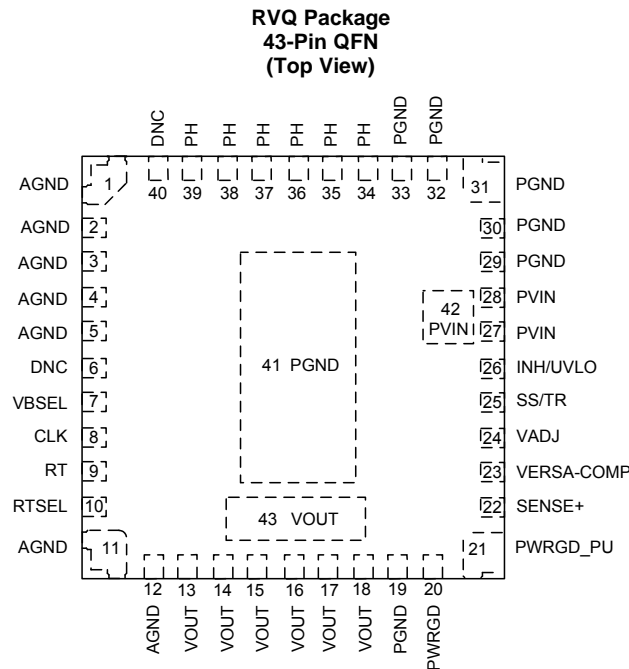 RVQ Package
43-Pin QFN
(Top View)
DNC
PH
PH
PH
PH
PH
PH
PGND
PGND
40
39
38
37
36
35
34
33
32
AGND 1
AGND 2
AGND 3
AGND 4
AGND 5
DNC 6
VBSEL 7
CLK 8
RT 9
RTSEL 10
AGND 11
31 PGND
30 PGND
29 PGND
28 PVIN
27 PVIN
26 INH/UVLO
25 SS/TR
24 VADJ
23 VERSA-COMP
22 SENSE+
21 PWRGD_PU
42
PVIN
41 PGND
43 VOUT
12
13
14
15
16
17
18
19
20
AGND
VOUT
VOUT
VOUT
VOUT
VOUT
VOUT
PGND
PWRGD